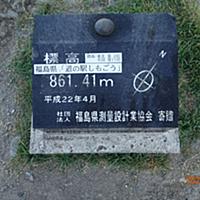 標高
福島県「道の駅しもごう」
861.41m
平成22年4月
社団法人 福島県測量設計業協会 寄贈